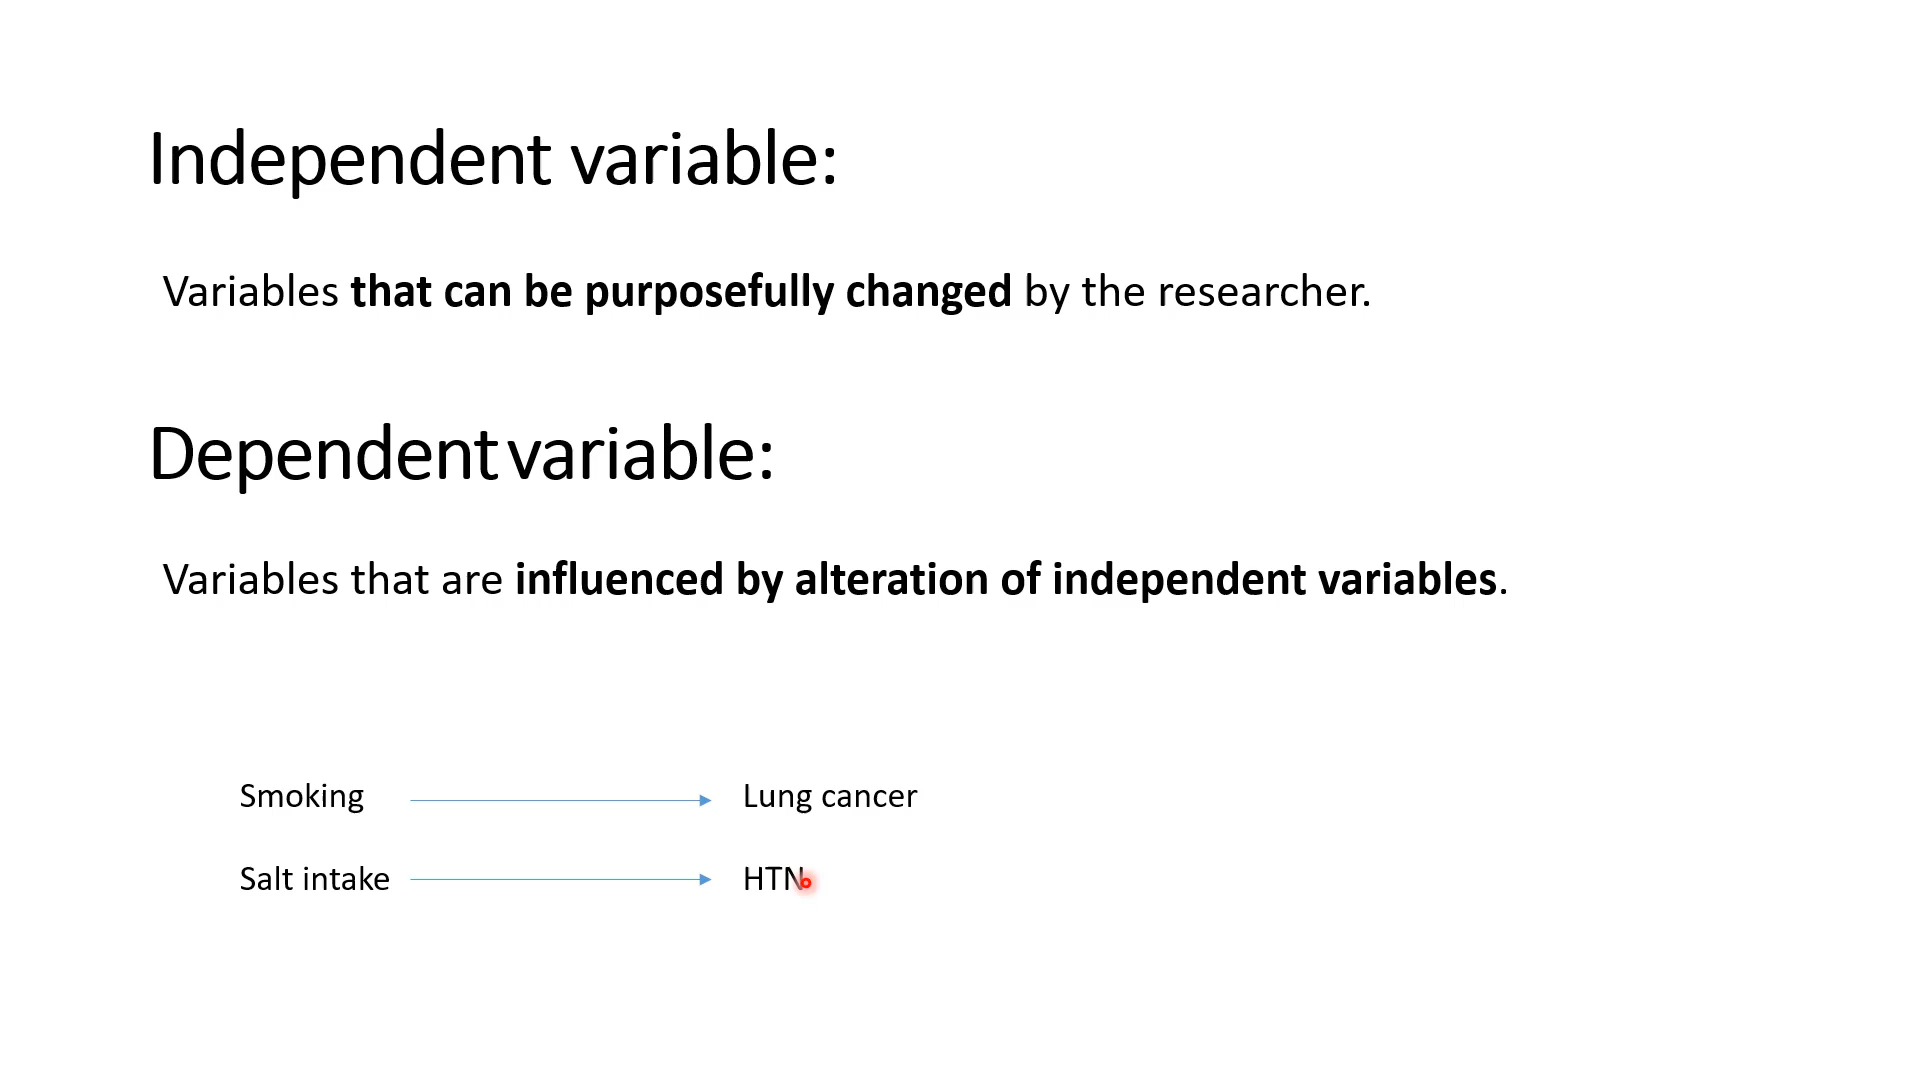 Independent variable:
Variables that can be purposefully changed by the researcher.
Dependent variable:
Variables that are influenced by alteration of independent variables.
Smoking Lung cancer
Salt intake HTN